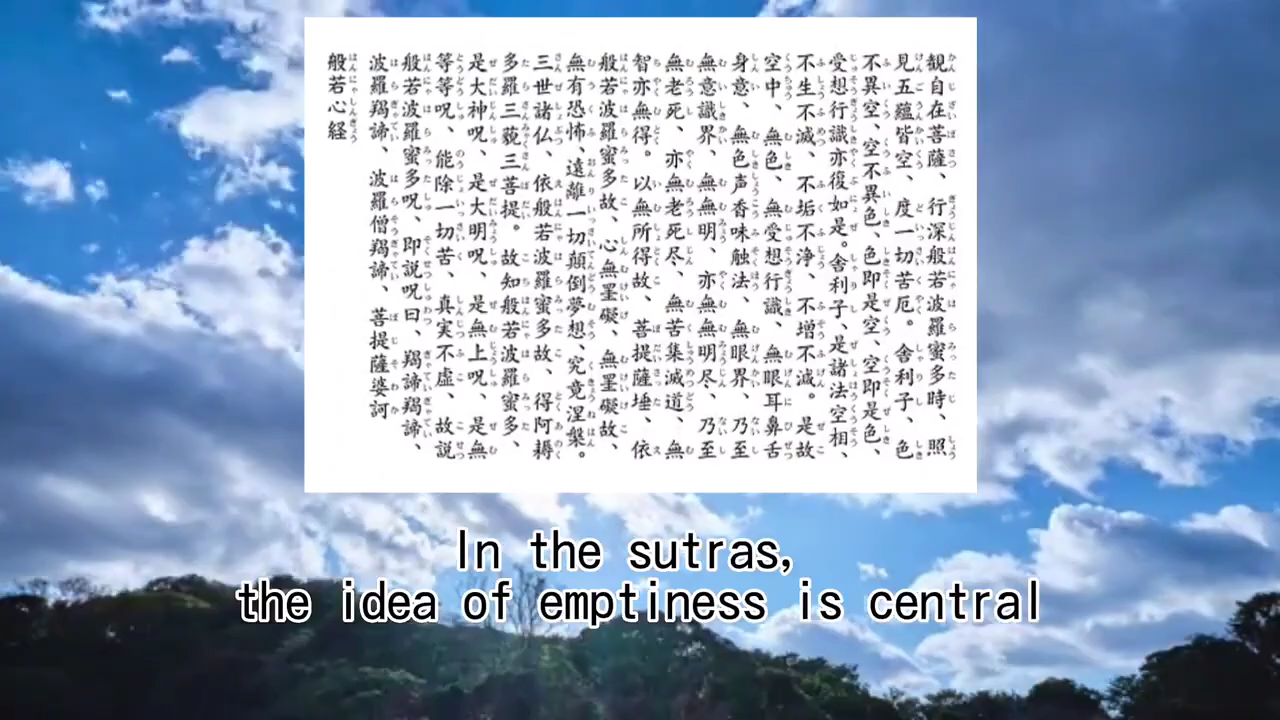 観自在菩薩、行深般若波羅蜜多時、照
見五蘊皆空、度一切苦厄。舎利子、色
不異空、空不異色、色即是空、空即是色、
受想行識亦復如是。舎利子、是諸法空相、
不生不滅、不垢不浄、不増不減。是故
空中、無色、無受想行識、無眼耳鼻舌
身意、無色声香味触法、無眼界、乃至
無意識界、無無明、亦無無明尽、乃至
無老死、亦無老死尽、無苦集滅道、無
智亦無得。以無所得故、菩提薩埵、依
般若波羅蜜多故、心無罣礙、無罣礙故、
無有恐怖、遠離一切顛倒夢想、究竟涅槃。
三世諸仏、依般若波羅蜜多故、得阿耨
多羅三藐三菩提。故知般若波羅蜜多、
是大神呪、是大明呪、是無上呪、是無
等等呪、能除一切苦、真実不虚、故説
般若波羅蜜多呪、即説呪曰、羯諦羯諦、
波羅羯諦、波羅僧羯諦、菩提薩婆訶
般若心経
In the sutras,
the idea of emptiness is central